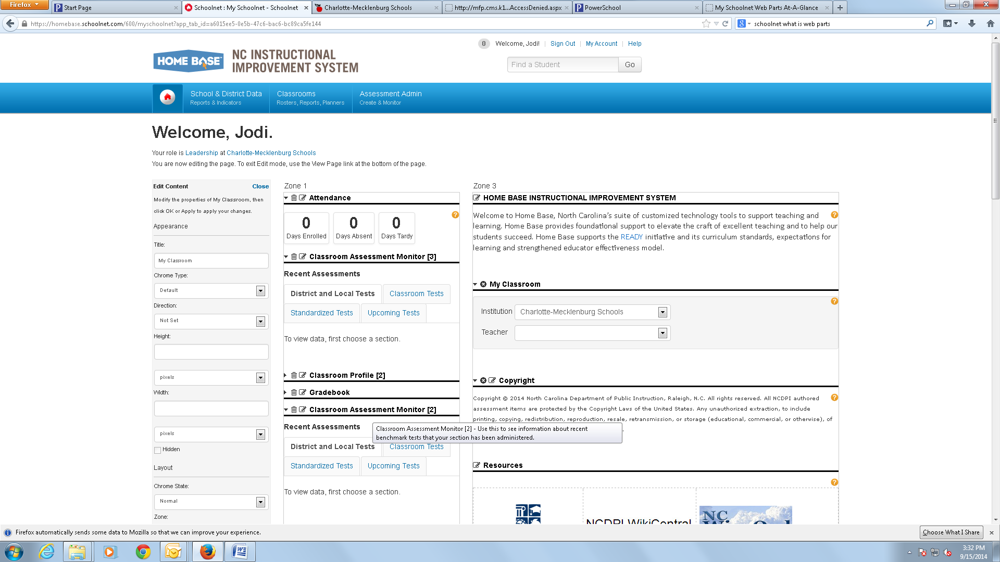 Firefox
Start Page
Schoolnet : My Schoolnet - Schoolnet
Charlotte-Mecklenburg Schools
http://mfp.cms.k1...AccessDenied.aspx
PowerSchool
My Schoolnet Web Parts At-A-Glance
https://homebase.schoolnet.com/600/myschoolnet?app_tab_id=a6015ee5-0e5b-47c6-bac6-bc89ca5fe144
schoolnet what is web parts
0 Welcome, Jodi! Sign Out My Account Help
HOME BASE
NC INSTRUCTIONAL
IMPROVEMENT SYSTEM
Find a Student Go
School & District Data
Reports & Indicators
Classrooms
Rosters, Reports, Planners
Assessment Admin
Create & Monitor
Welcome, Jodi.
Your role is Leadership at Charlotte-Mecklenburg Schools
You are now editing the page. To exit Edit mode, use the View Page link at the bottom of the page.
Edit Content Close
Modify the properties of My Classroom, then
click OK or Apply to apply your changes.
Appearance
Title:
My Classroom
Chrome Type:
Default
Direction:
Not Set
Height:
pixels
Width:
pixels
Hidden
Layout
Chrome State:
Normal
Zone:
Zone 1
Attendance
0 0 0
Days Enrolled Days Absent Days Tardy
Classroom Assessment Monitor [3]
Recent Assessments
District and Local Tests Classroom Tests
Standardized Tests Upcoming Tests
To view data, first choose a section.
Classroom Profile [2]
Gradebook
Classroom Assessment Monitor [2]
Recent Assessments
Classroom Assessment Monitor [2] - Use this to see information about recent
benchmark tests that your section has been administered.
District and Local Tests Classroom Tests
Standardized Tests Upcoming Tests
To view data, first choose a section.
Zone 3
HOME BASE INSTRUCTIONAL IMPROVEMENT SYSTEM
Welcome to Home Base, North Carolina's suite of customized technology tools to support teaching and
learning. Home Base provides foundational support to elevate the craft of excellent teaching and to help our
students succeed. Home Base supports the READY initiative and its curriculum standards, expectations for
learning and strengthened educator effectiveness model.
My Classroom
Institution Charlotte-Mecklenburg Schools
Teacher
Copyright
Copyright © 2014 North Carolina Department of Public Instruction, Raleigh, N.C. All rights reserved. All NCDPI authored
assessment items are protected by the Copyright Laws of the United States. Any unauthorized extraction, to include
printing, copying, redistribution, reproduction, resale, retransmission, or storage (educational, commercial, or otherwise), of
Resources
NCDPI WikiCentral
NC
Firefox automatically sends some data to Mozilla so that we can improve your experience.
Choose What I Share
3:32 PM
9/15/2014